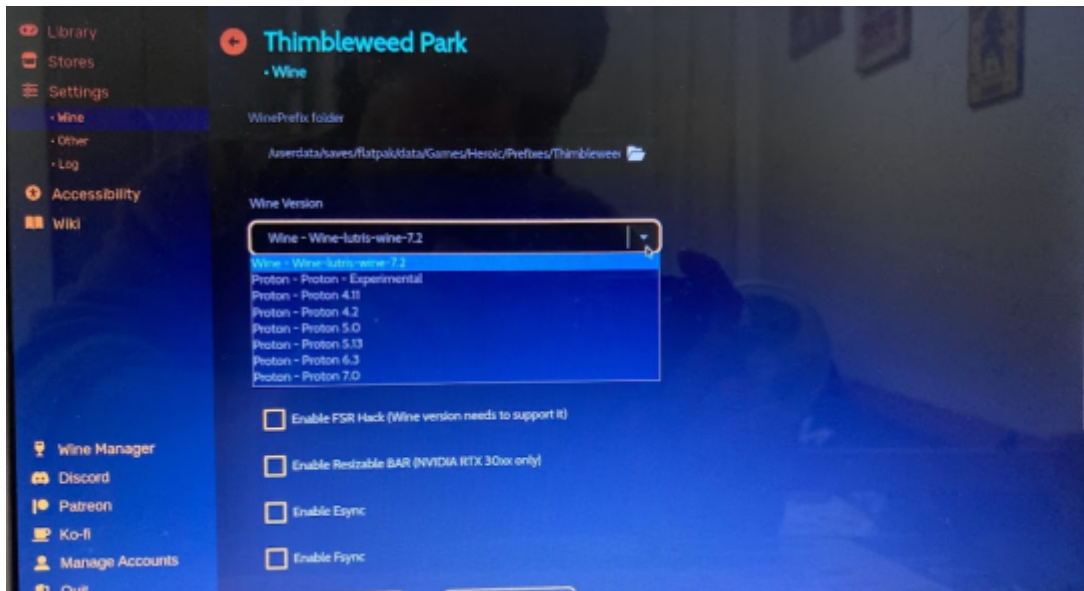 Library
Stores
Settings
• Wine
• Other
• Log
Accessibility
Wiki
Wine Manager
Discord
Patreon
Ko-fi
Manage Accounts
Quit
Thimbleweed Park
• Wine
WinePrefix folder
/userdata/saves/flatpak/data/Games/Heroic/Prefixes/Thimbleweed
Wine Version
Wine - Wine-lutris-wine-7.2
Wine - Wine-lutris-wine-7.2
Proton - Proton - Experimental
Proton - Proton 4.11
Proton - Proton 4.2
Proton - Proton 5.0
Proton - Proton 5.13
Proton - Proton 6.3
Proton - Proton 7.0
Enable FSR Hack (Wine version needs to support it)
Enable Resizable BAR (NVIDIA RTX 30xx only)
Enable Esync
Enable Fsync